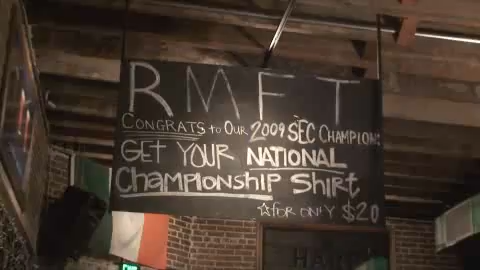 RMFT
CONGRATS to OUR 2009 SEC CHAMPIONS
GET YOUR NATIONAL
CHAMPIONSHIP SHIRT
☆FOR ONLY $20